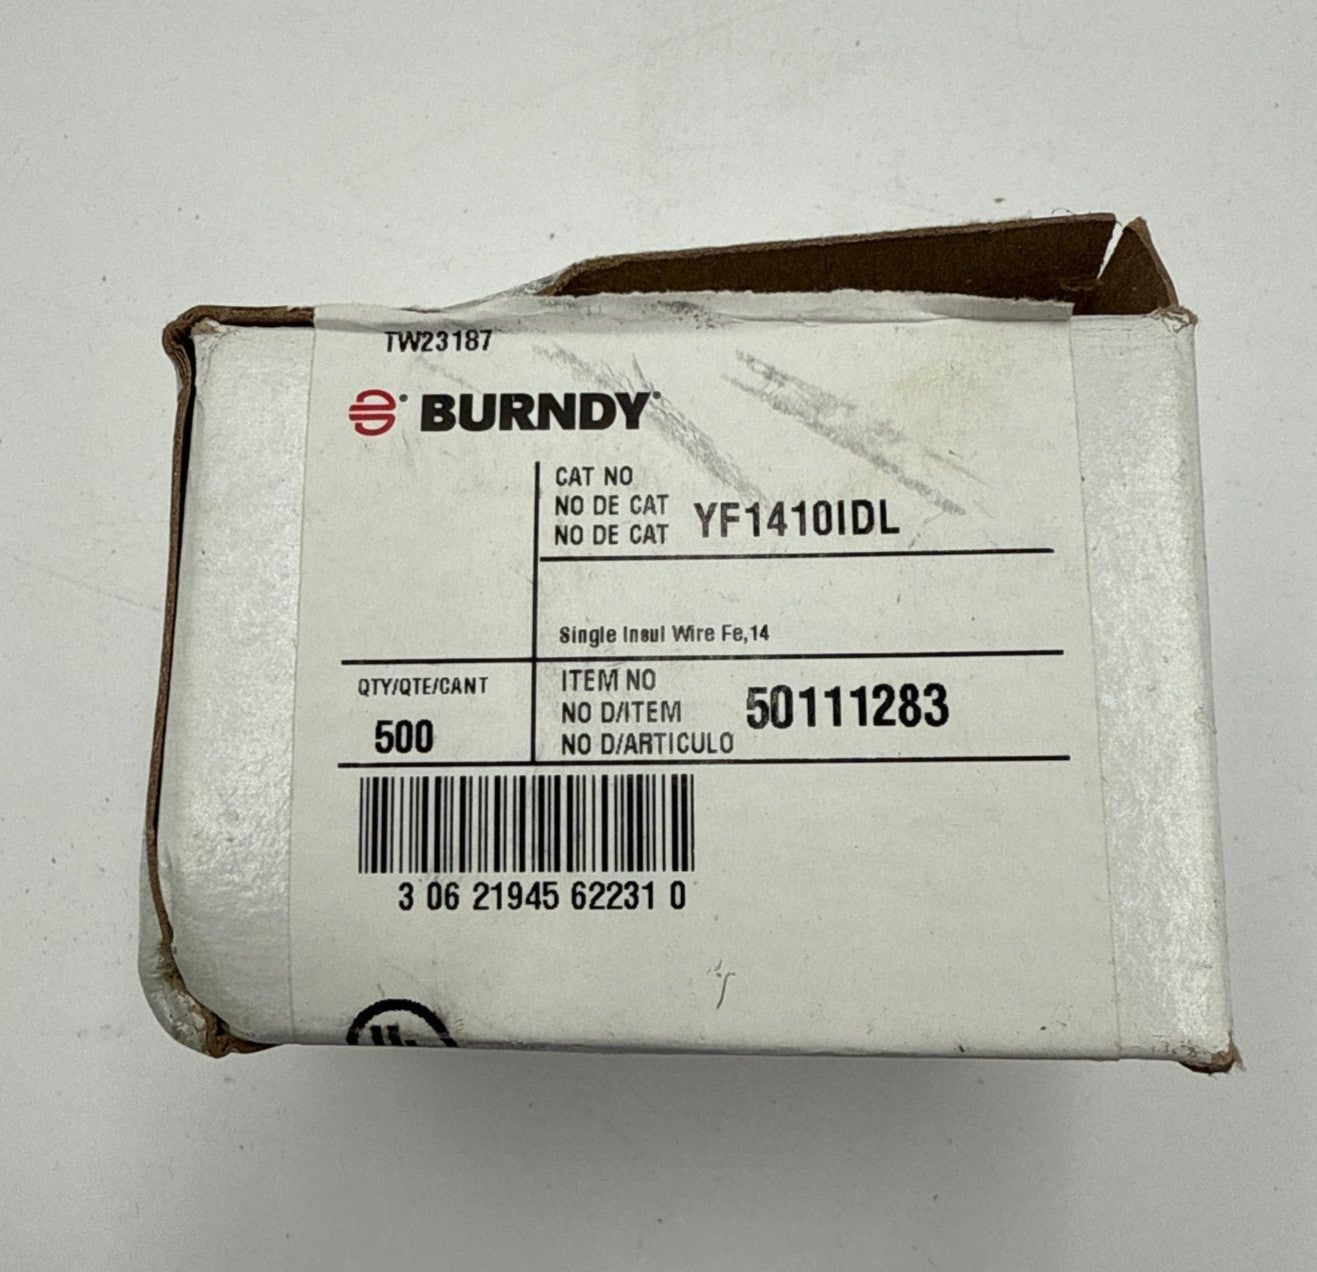 TW23187
BURNDY
CAT NO
NO DE CAT
NO DE CAT
YF1410IDL
Single Insul Wire Fe,14
QTY/QTE/CANT
500
ITEM NO
NO D/ITEM
NO D/ARTICULO
50111283
3 06 21945 62231 0
UL